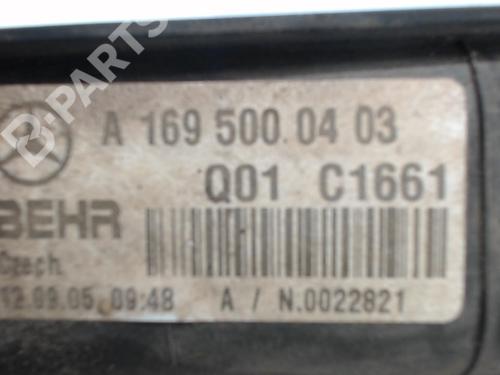 A 169 500 04 03
Q01 C1661
BEHR
Czech.
12.09.05 09:48 A / N.0022821
B-PARTS